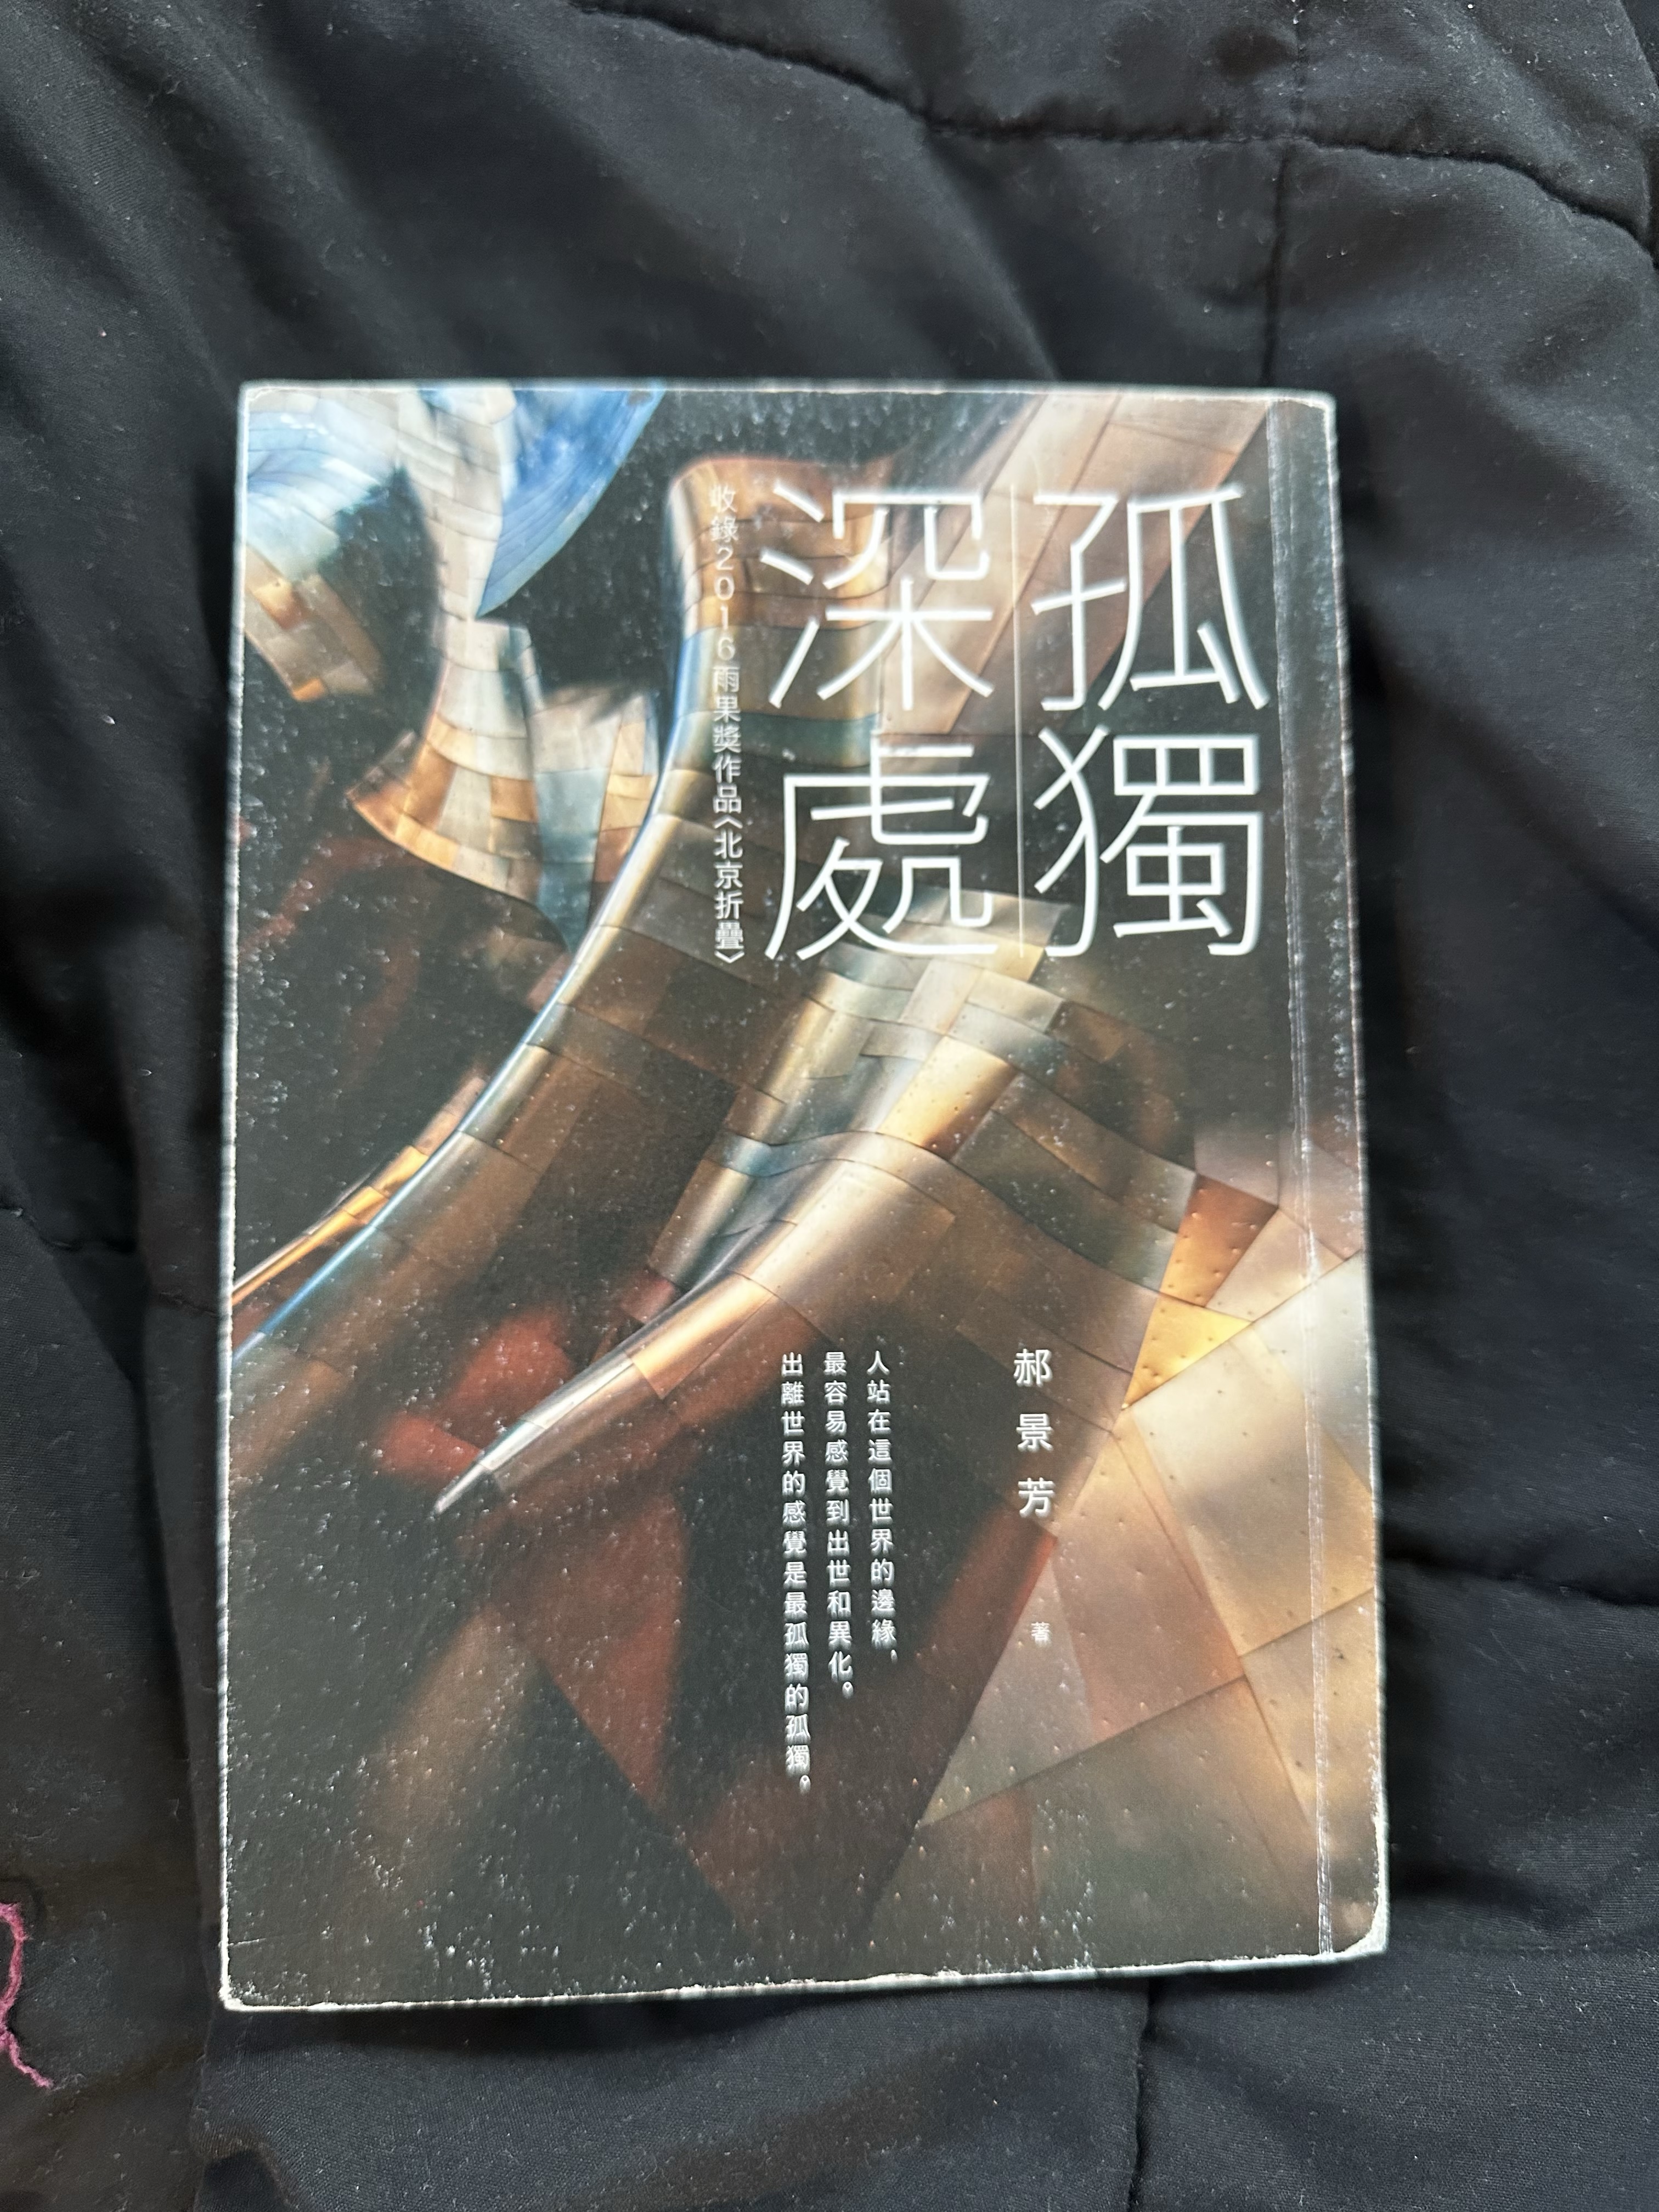 孤獨
深處
收錄2016雨果獎作品〈北京折疊〉
郝景芳 著
人站在這個世界的邊緣，
最容易感覺到出世和異化。
出離世界的感覺是最孤獨的孤獨。